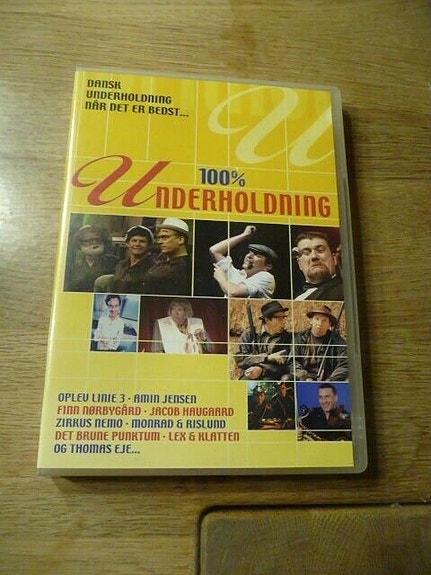 DANSK
UNDERHOLDNING
NÅR DET ER BEDST...
U
100%
UNDERHOLDNING
OPLEV LINIE 3 · AMIN JENSEN
FINN NØRBYGÅRD · JACOB HAUGAARD
ZIRKUS NEMO · MONRAD & RISLUND
DET BRUNE PUNKTUM · LEX & KLATTEN
OG THOMAS EJE...